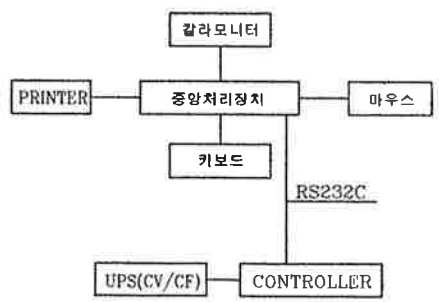 칼라모니터
PRINTER
중앙처리장치
마우스
키보드
RS232C
UPS(CV/CF)
CONTROLLER